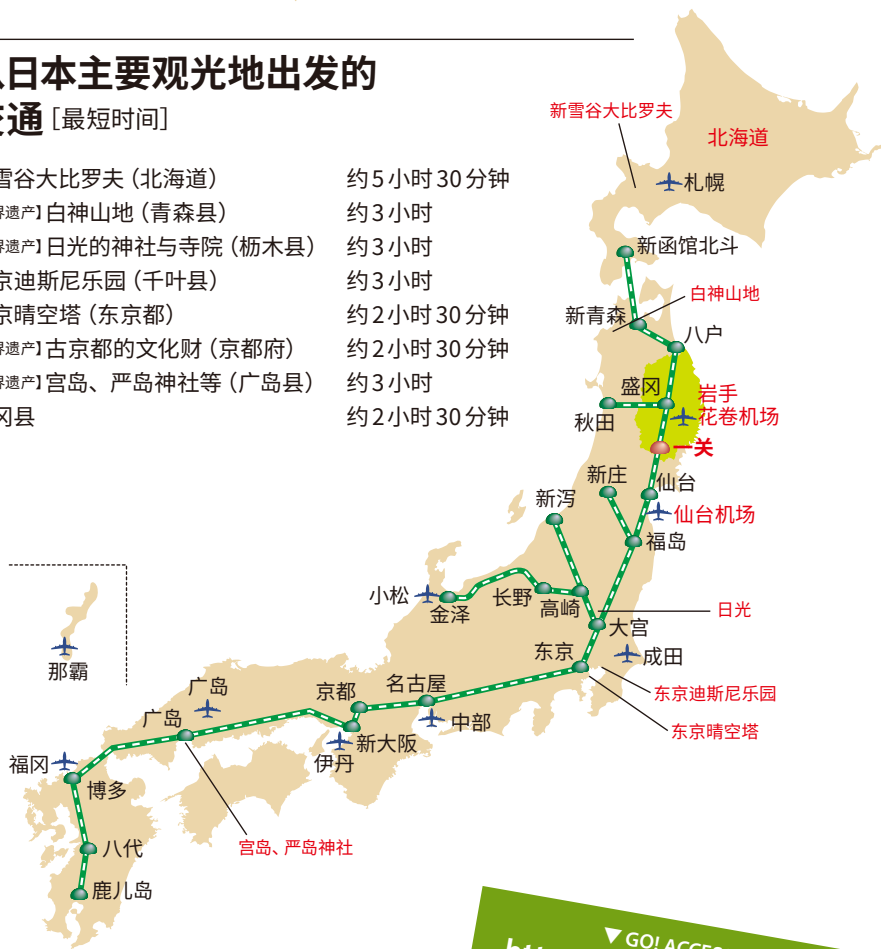 日本主要观光地出发的
通［最短时间］
雪谷大比罗夫（北海道） 约5小时30分钟
遗产】白神山地（青森县） 约3小时
遗产】日光的神社与寺院（枥木县） 约3小时
京迪斯尼乐园（千叶县） 约3小时
京晴空塔（东京都） 约2小时30分钟
遗产】古京都的文化财（京都府） 约2小时30分钟
遗产】宫岛、严岛神社等（广岛县） 约3小时
冈县 约2小时30分钟
新雪谷大比罗夫
北海道
札幌
新函馆北斗
白神山地
新青森
八户
盛冈
岩手
花卷机场
秋田
一关
新庄
仙台
新泻
仙台机场
福岛
小松
金泽
长野
高崎
日光
大宫
东京
成田
那霸
广岛
京都
名古屋
东京迪斯尼乐园
广岛
中部
东京晴空塔
新大阪
伊丹
福冈
博多
宫岛、严岛神社
八代
鹿儿岛
▼GO! ACCES